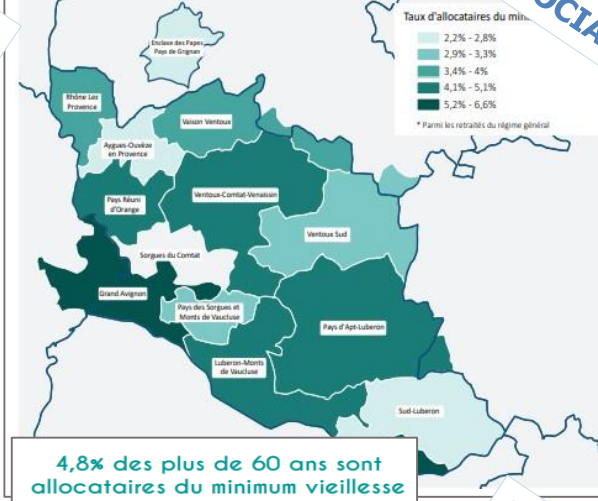 Taux d'allocataires du
2,2% - 2,8%
2,9% - 3,3%
3,4% - 4%
4,1% - 5,1%
5,2% - 6,6%
* Parmi les retraités du régime général
Enclave des Papes
Pays de Grignan
Rhône Lez
Provence
Vaison Ventoux
Aygues-Ouvèze
en Provence
Ventoux-Comtat-Venaissin
Pays Réuni
d'Orange
Ventoux Sud
Sorgues du Comtat
Grand Avignon
Pays des Sorgues et
Monts de Vaucluse
Pays d'Apt-Luberon
Luberon-Monts
de Vaucluse
Sud-Luberon
4,8% des plus de 60 ans sont
allocataires du minimum vieillesse